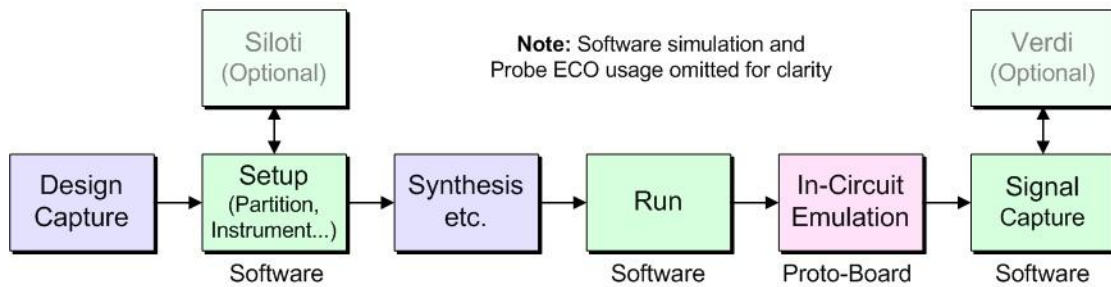 Siloti
(Optional)
Note: Software simulation and
Probe ECO usage omitted for clarity
Verdi
(Optional)
Design
Capture
Setup
(Partition,
Instrument...)
Synthesis
etc.
Run
In-Circuit
Emulation
Signal
Capture
Software
Software
Proto-Board
Software